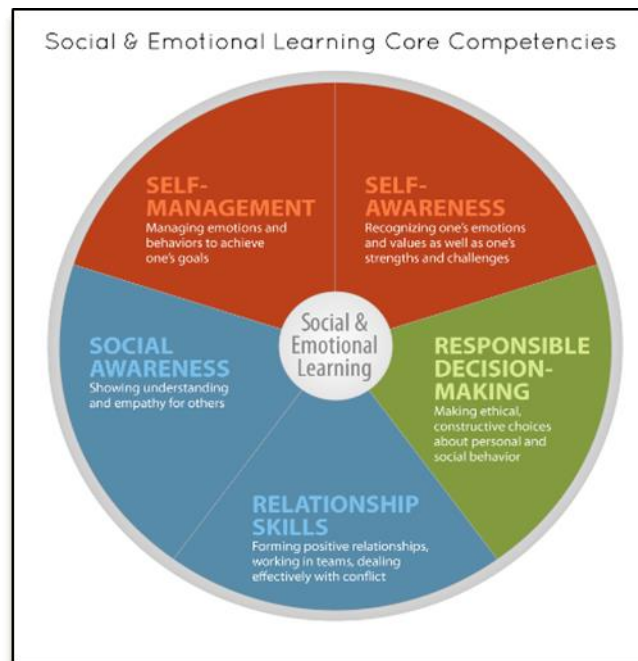 Social & Emotional Learning Core Competencies
SELF-
MANAGEMENT
Managing emotions and
behaviors to achieve
one's goals
SELF-
AWARENESS
Recognizing one's emotions
and values as well as one's
strengths and challenges
SOCIAL
AWARENESS
Showing understanding
and empathy for others
Social &
Emotional
Learning
RESPONSIBLE
DECISION-
MAKING
Making ethical,
constructive choices
about personal and
social behavior
RELATIONSHIP
SKILLS
Forming positive relationships,
working in teams, dealing
effectively with conflict